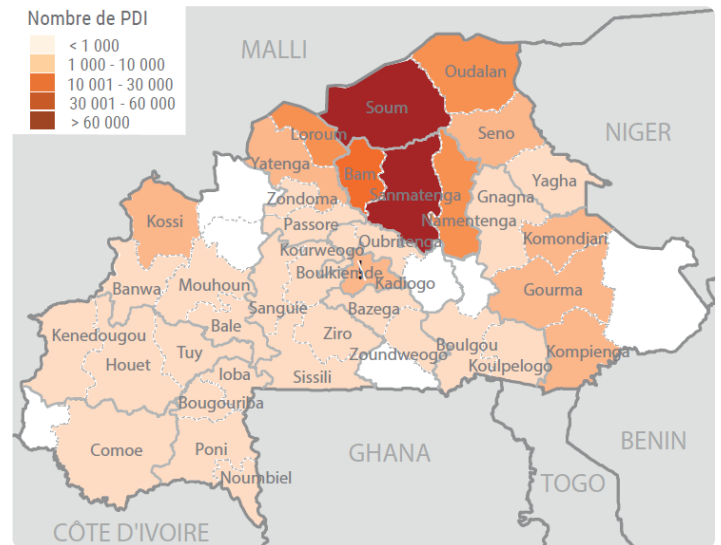 Nombre de PDI
< 1 000
1 000 - 10 000
10 001 - 30 000
30 001 - 60 000
> 60 000
MALLI
Oudalan
Soum
NIGER
Loroum
Seno
Yatenga
Bam
Sanmatenga
Yagha
Zondoma
Gnagna
Kossi
Passore
Namentenga
Oubritenga
Komondjari
Kourweogo
Boulkiemde
Kadiogo
Banwa
Mouhoun
Gourma
Sanguie
Bazega
Kenedougou
Bale
Ziro
Tuy
Houet
Zoundweogo
Boulgou
Kompienga
Koulpelogo
Ioba
Sissili
Bougouriba
Comoe
Poni
Noumbiel
GHANA
BENIN
TOGO
CÔTE D'IVOIRE